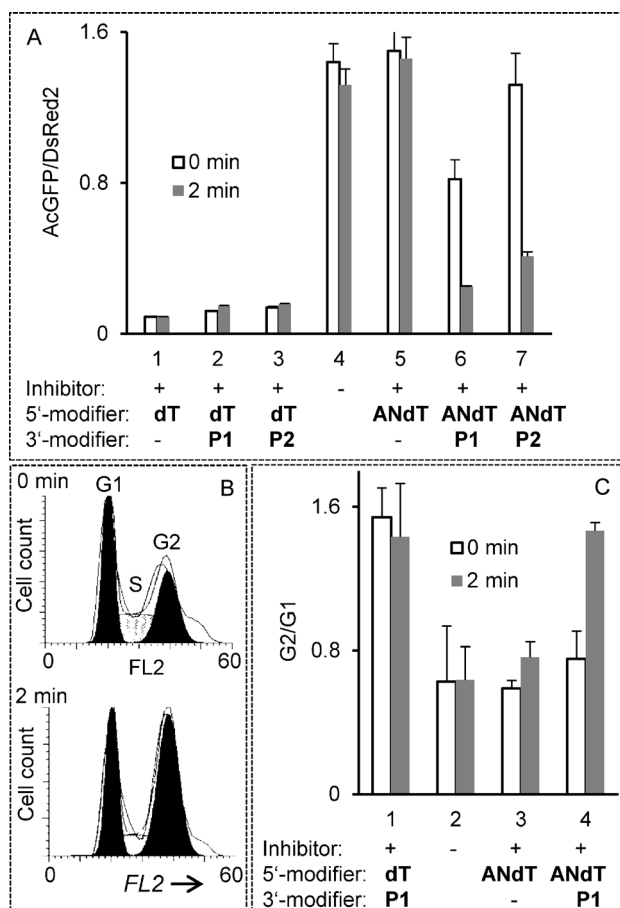 A
1.6
0.8
0
AcGFP/DsRed2
0 min
2 min
1 2 3 4 5 6 7
Inhibitor: + + + - + + +
5'-modifier: dT dT dT ANdT ANdT ANdT
3'-modifier: - P1 P2 - P1 P2
B
0 min
G1
G2
S
Cell count
0 FL2 60
2 min
Cell count
0 FL2 60
C
1.6
0.8
0
G2/G1
0 min
2 min
1 2 3 4
Inhibitor: + - + +
5'-modifier: dT ANdT ANdT
3'-modifier: P1 - P1